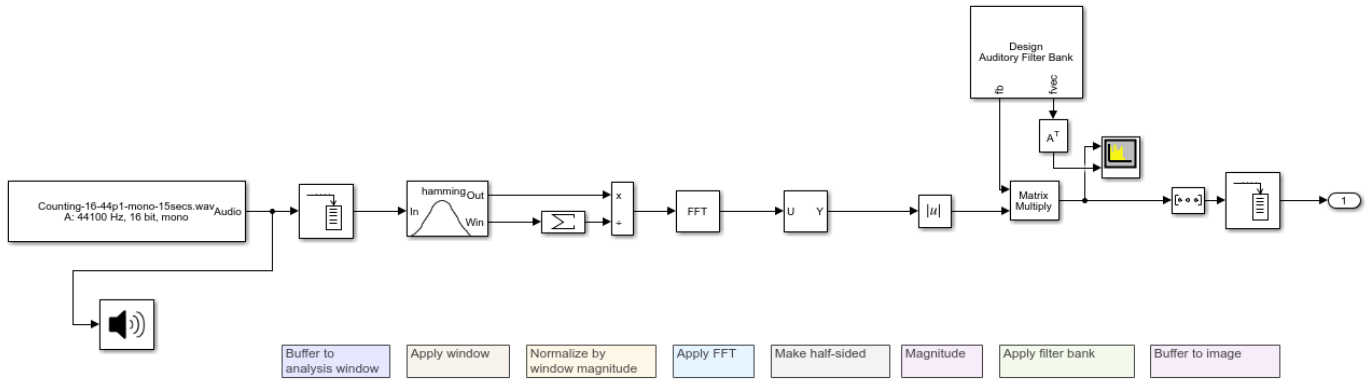 Design
Auditory Filter Bank
fb
fvec
Aᵀ
Counting-16-44p1-mono-15secs.wav
A: 44100 Hz, 16 bit, mono
Audio
hamming
In
Out
Win
Σ
x
÷
FFT
U
Y
|u|
Matrix
Multiply
1
Buffer to
analysis window
Apply window
Normalize by
window magnitude
Apply FFT
Make half-sided
Magnitude
Apply filter bank
Buffer to image